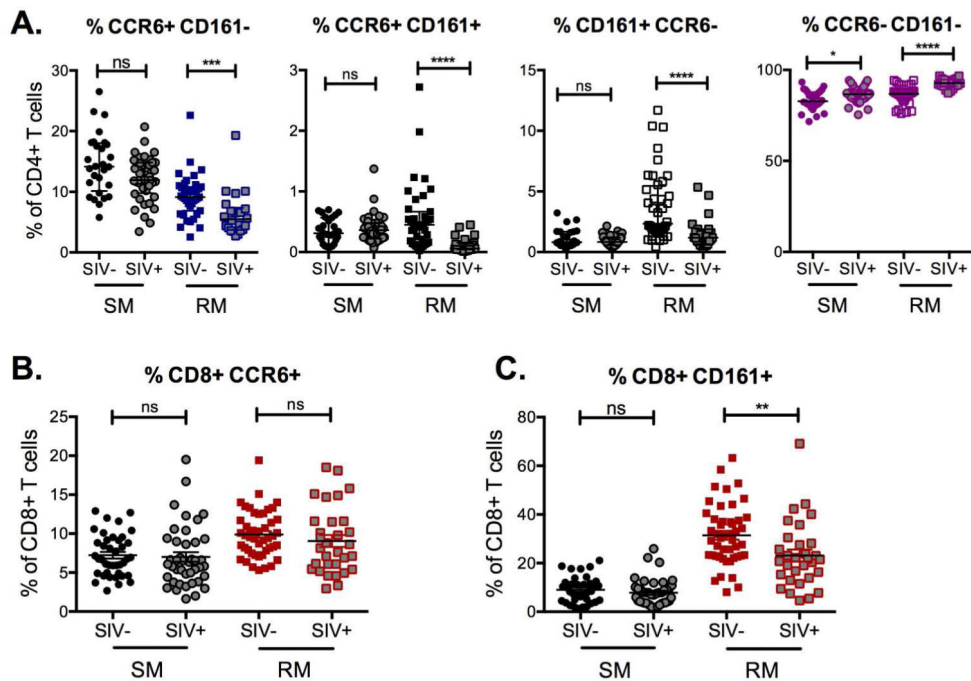 A.
% CCR6+ CD161-
% CCR6+ CD161+
% CD161+ CCR6-
% CCR6- CD161-
% of CD4+ T cells
30
20
10
0
ns
***
SIV- SIV+ SIV- SIV+
SM RM
3
2
1
0
ns
****
SIV- SIV+ SIV- SIV+
SM RM
15
10
5
0
ns
****
SIV- SIV+ SIV- SIV+
SM RM
100
50
0
*
****
SIV- SIV+ SIV- SIV+
SM RM
B.
% CD8+ CCR6+
% of CD8+ T cells
25
20
15
10
5
0
ns
ns
SIV- SIV+ SIV- SIV+
SM RM
C.
% CD8+ CD161+
% of CD8+ T cells
80
60
40
20
0
ns
**
SIV- SIV+ SIV- SIV+
SM RM